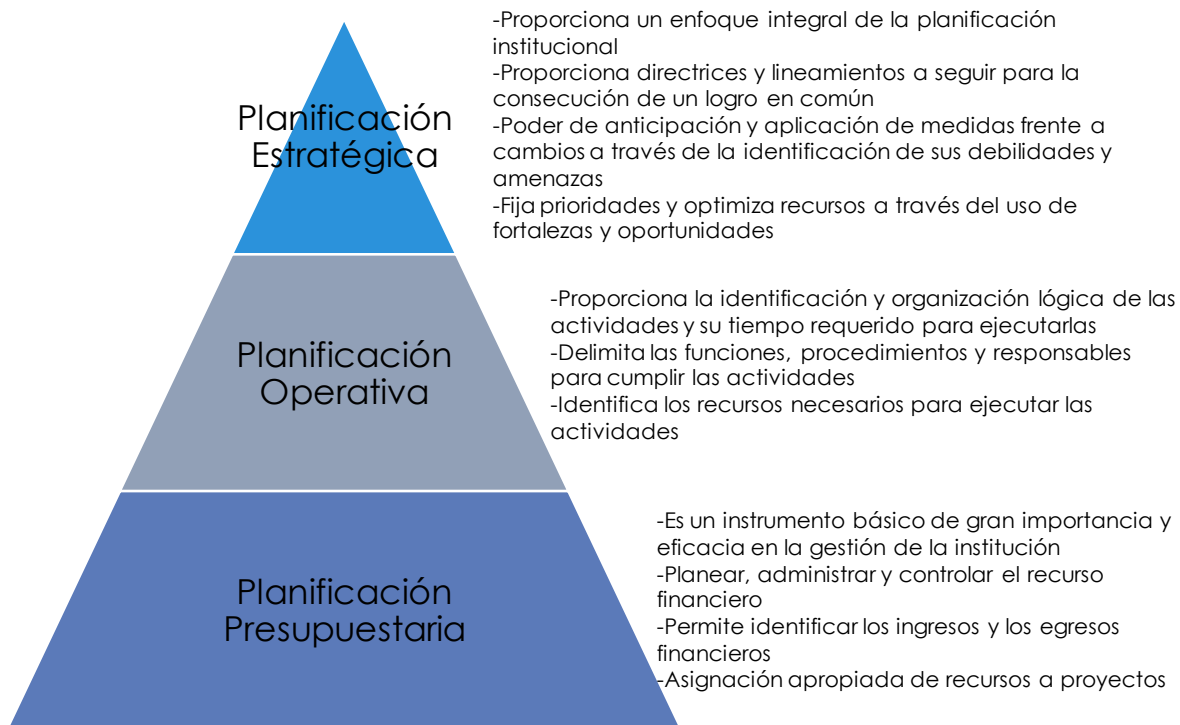 -Proporciona un enfoque integral de la planificación
institucional
-Proporciona directrices y lineamientos a seguir para la
consecución de un logro en común
-Poder de anticipación y aplicación de medidas frente a
cambios a través de la identificación de sus debilidades y
amenazas
-Fija prioridades y optimiza recursos a través del uso de
fortalezas y oportunidades
Planificación
Estratégica
-Proporciona la identificación y organización lógica de las
actividades y su tiempo requerido para ejecutarlas
-Delimita las funciones, procedimientos y responsables
para cumplir las actividades
-Identifica los recursos necesarios para ejecutar las
actividades
Planificación
Operativa
-Es un instrumento básico de gran importancia y
eficacia en la gestión de la institución
-Planear, administrar y controlar el recurso
financiero
-Permite identificar los ingresos y los egresos
financieros
-Asignación apropiada de recursos a proyectos
Planificación
Presupuestaria